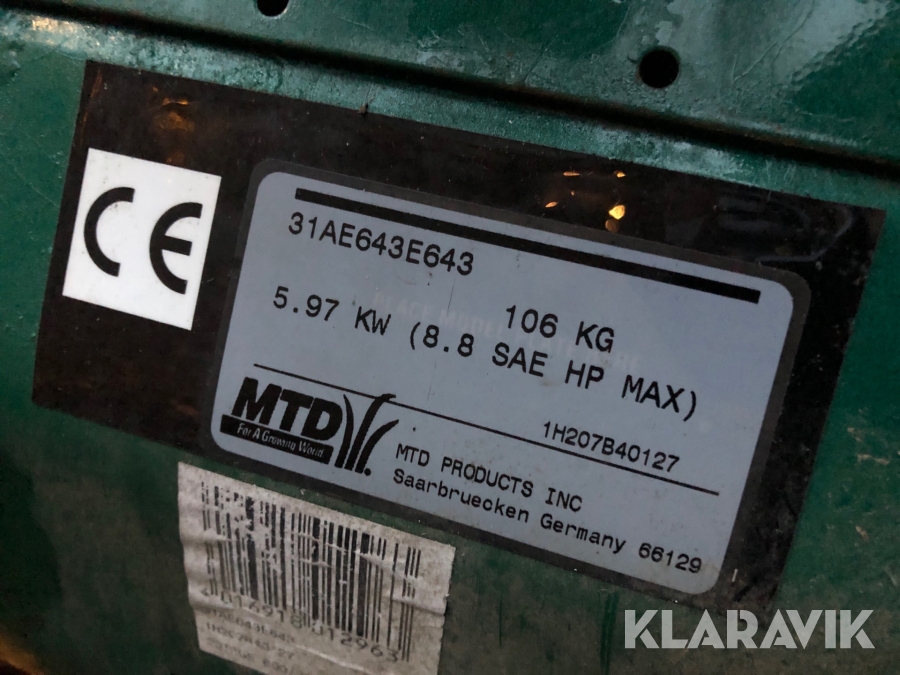 CE
31AE643E643
106 KG
5.97 KW (8.8 SAE HP MAX)
MTD
For A Growing World
1H207B40127
MTD PRODUCTS INC
Saarbruecken Germany 66129
KLARAVIK